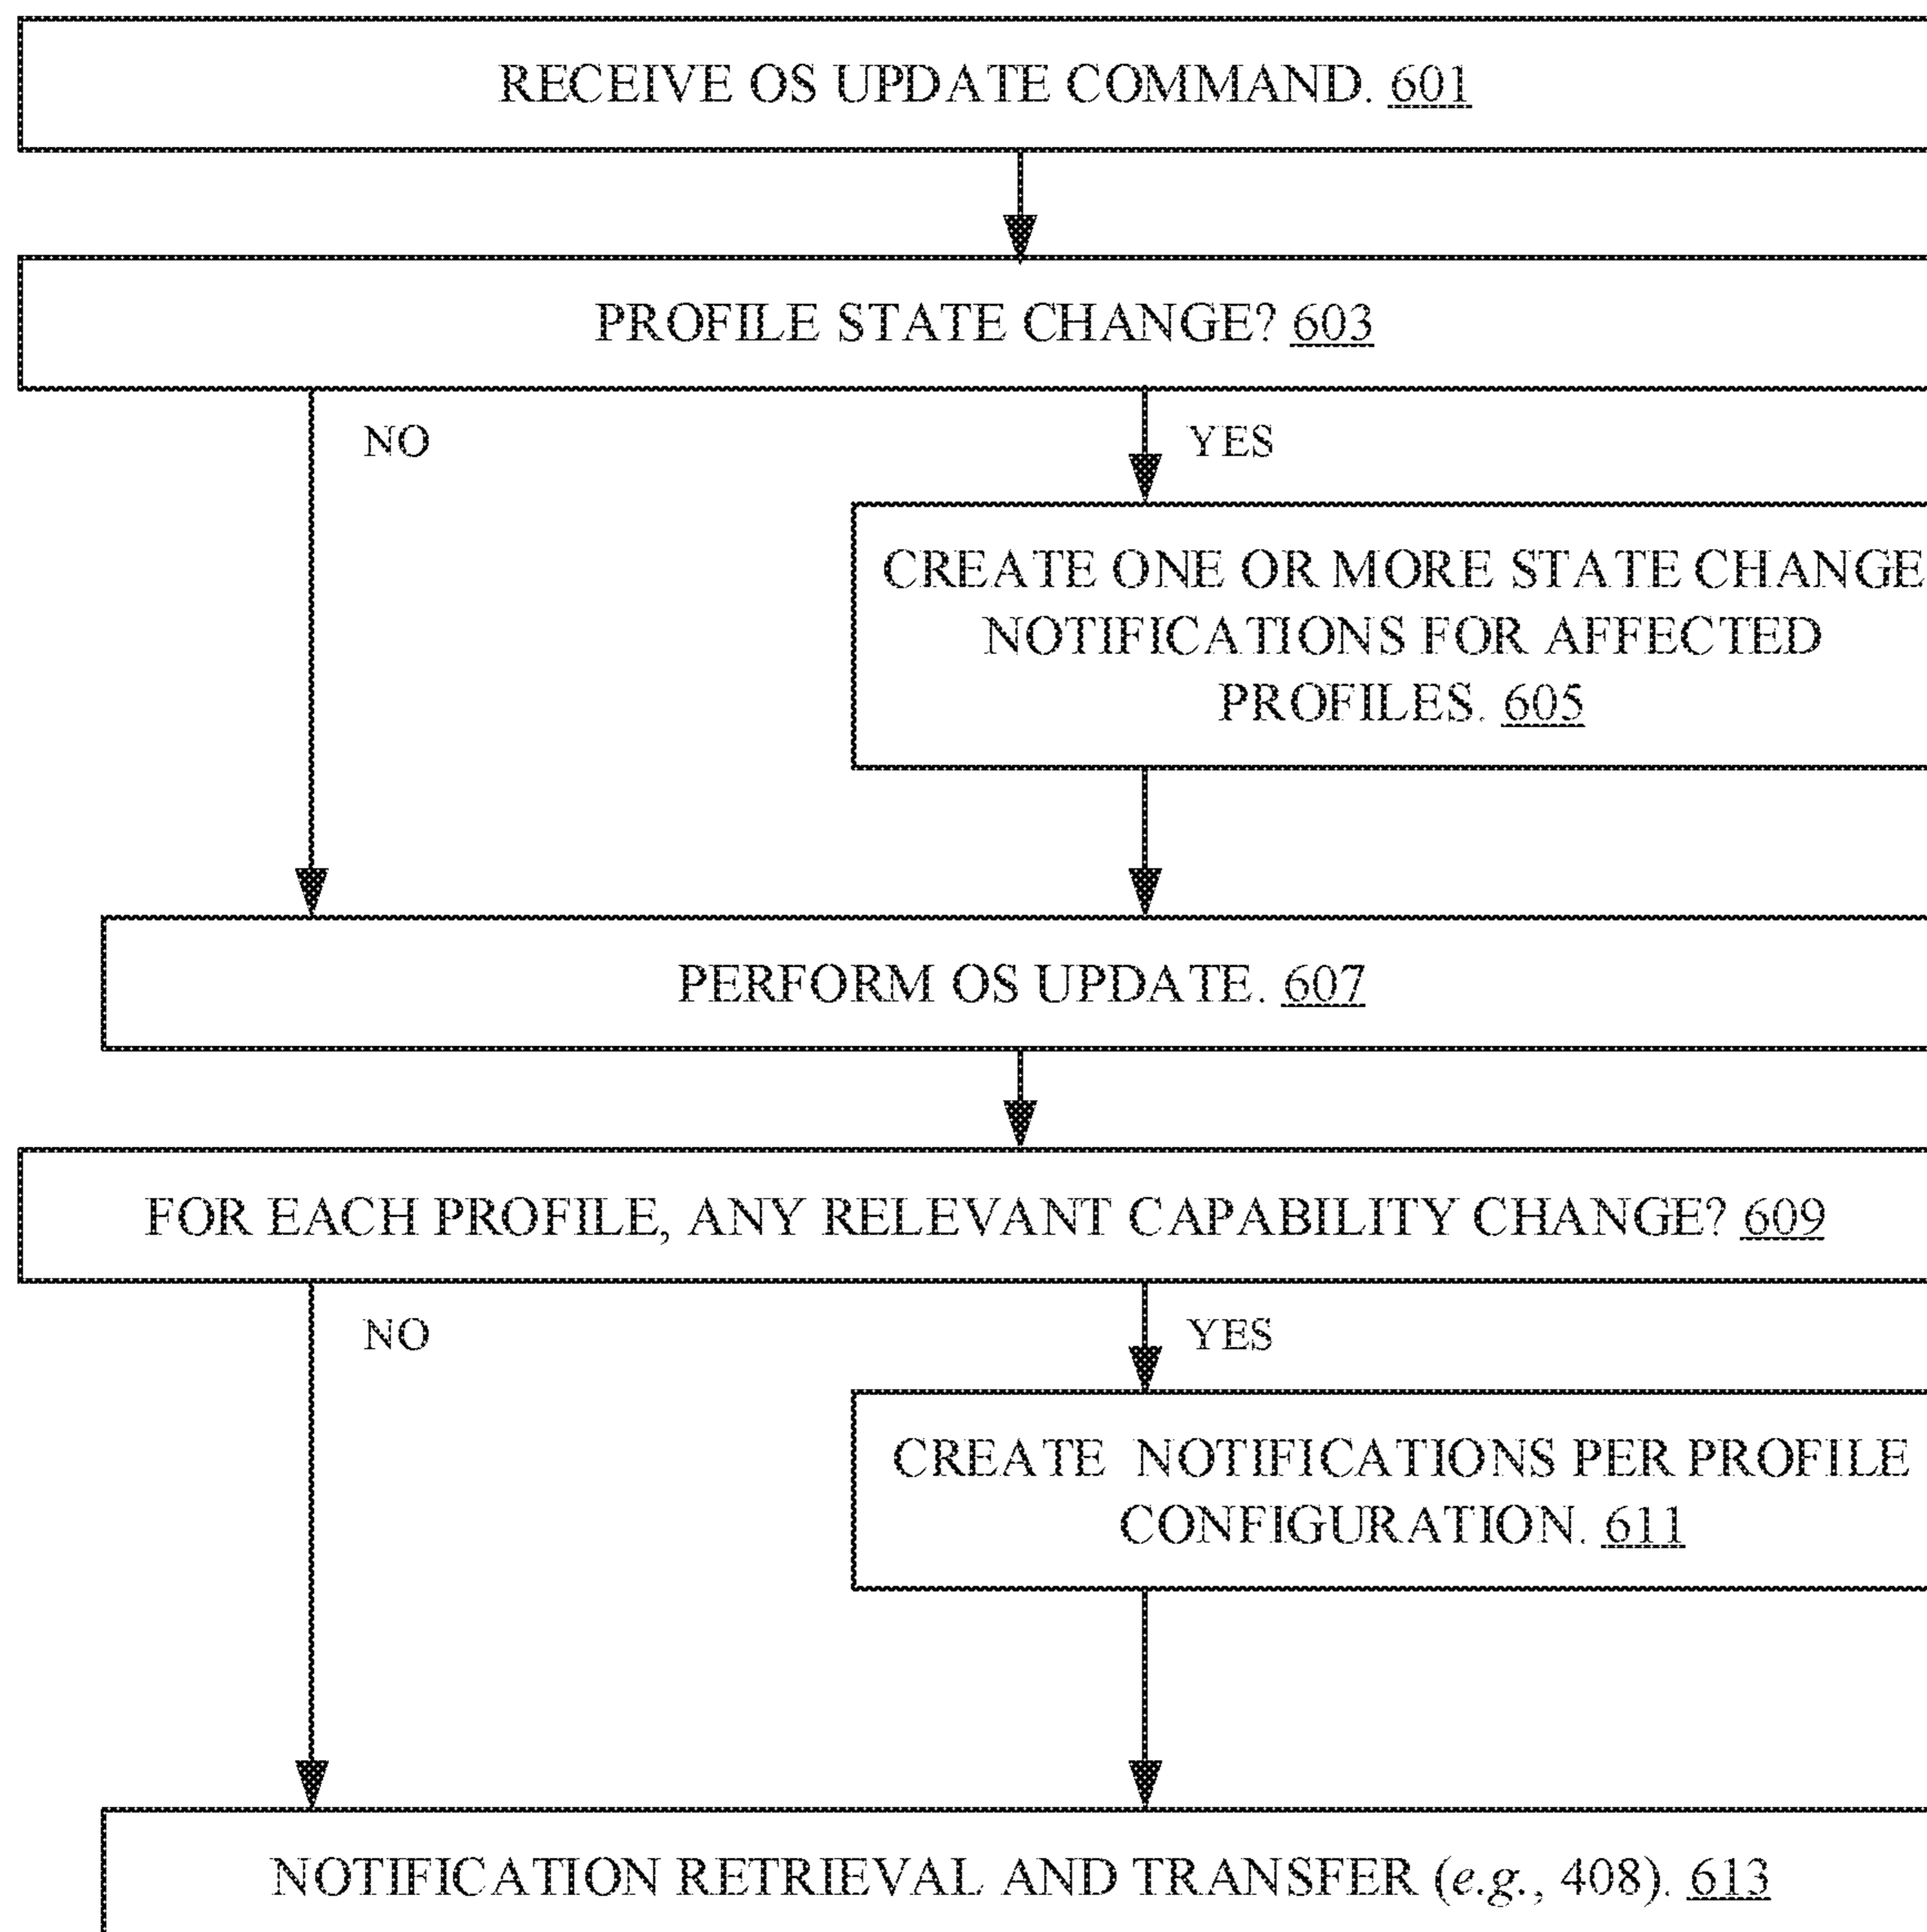 RECEIVE OS UPDATE COMMAND. 601
PROFILE STATE CHANGE? 603
NO
YES
CREATE ONE OR MORE STATE CHANGE
NOTIFICATIONS FOR AFFECTED
PROFILES. 605
PERFORM OS UPDATE. 607
FOR EACH PROFILE, ANY RELEVANT CAPABILITY CHANGE? 609
NO
YES
CREATE NOTIFICATIONS PER PROFILE
CONFIGURATION. 611
NOTIFICATION RETRIEVAL AND TRANSFER (e.g., 408). 613